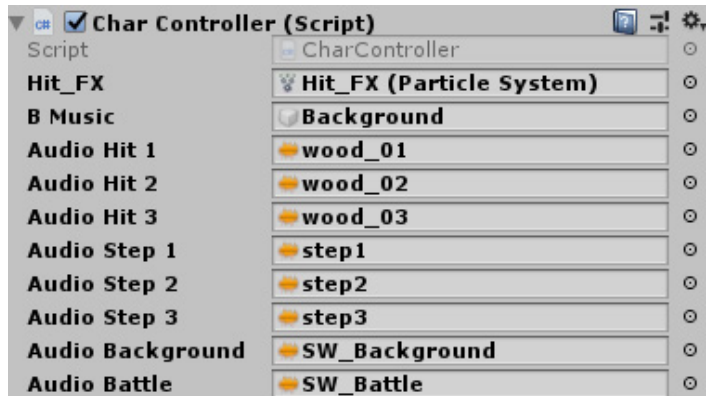 Char Controller (Script)
Script CharController
Hit_FX Hit_FX (Particle System)
B Music Background
Audio Hit 1 wood_01
Audio Hit 2 wood_02
Audio Hit 3 wood_03
Audio Step 1 step1
Audio Step 2 step2
Audio Step 3 step3
Audio Background SW_Background
Audio Battle SW_Battle